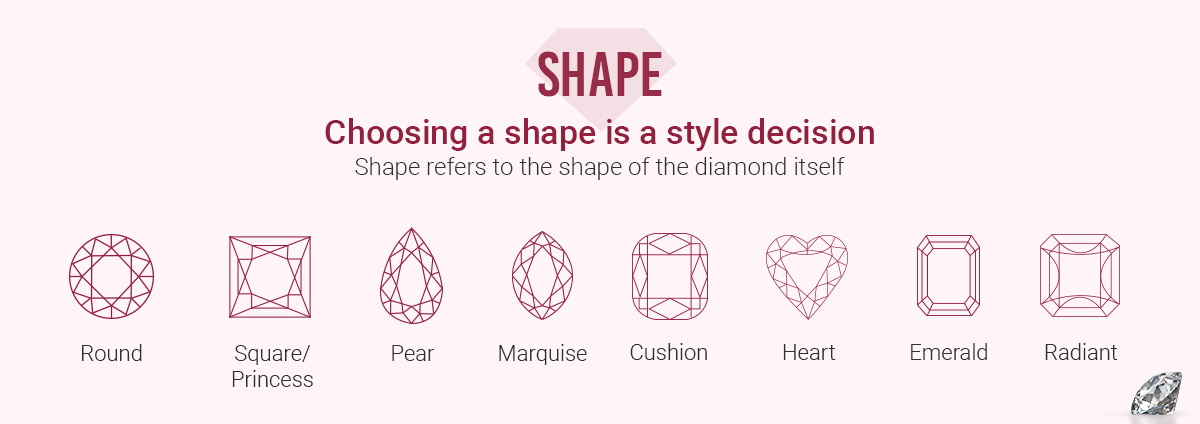 SHAPE
Choosing a shape is a style decision
Shape refers to the shape of the diamond itself
Round
Square/
Princess
Pear
Marquise
Cushion
Heart
Emerald
Radiant